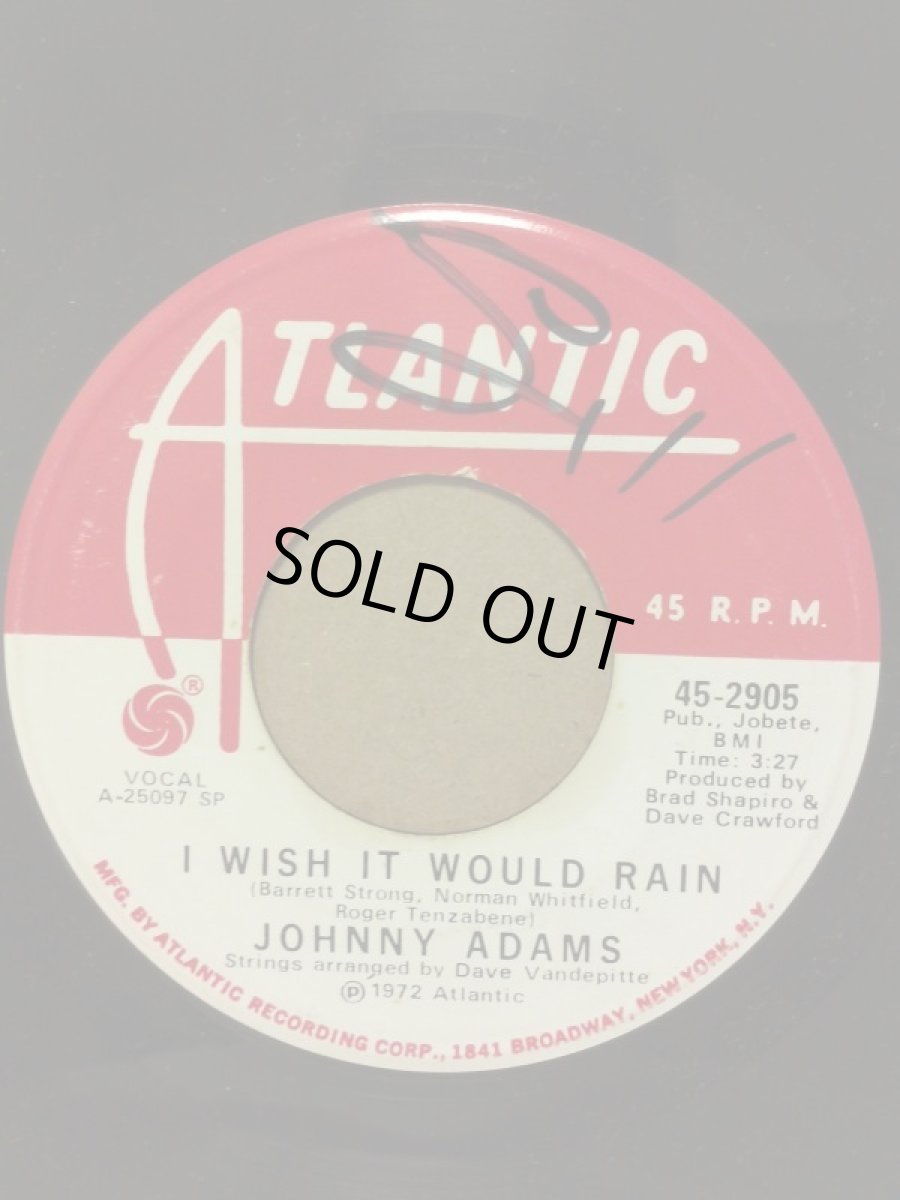 ATLANTIC
SOLD OUT
45 R.P.M.
45-2905
Pub., Jobete,
BMI
Time: 3:27
Produced by
Brad Shapiro &
Dave Crawford
®
VOCAL
A-25097 SP
I WISH IT WOULD RAIN
(Barrett Strong, Norman Whitfield,
Roger Tenzabene)
JOHNNY ADAMS
Strings arranged by Dave Vandepitte
℗ 1972 Atlantic
MFG. BY ATLANTIC RECORDING CORP., 1841 BROADWAY, NEW YORK, N.Y.